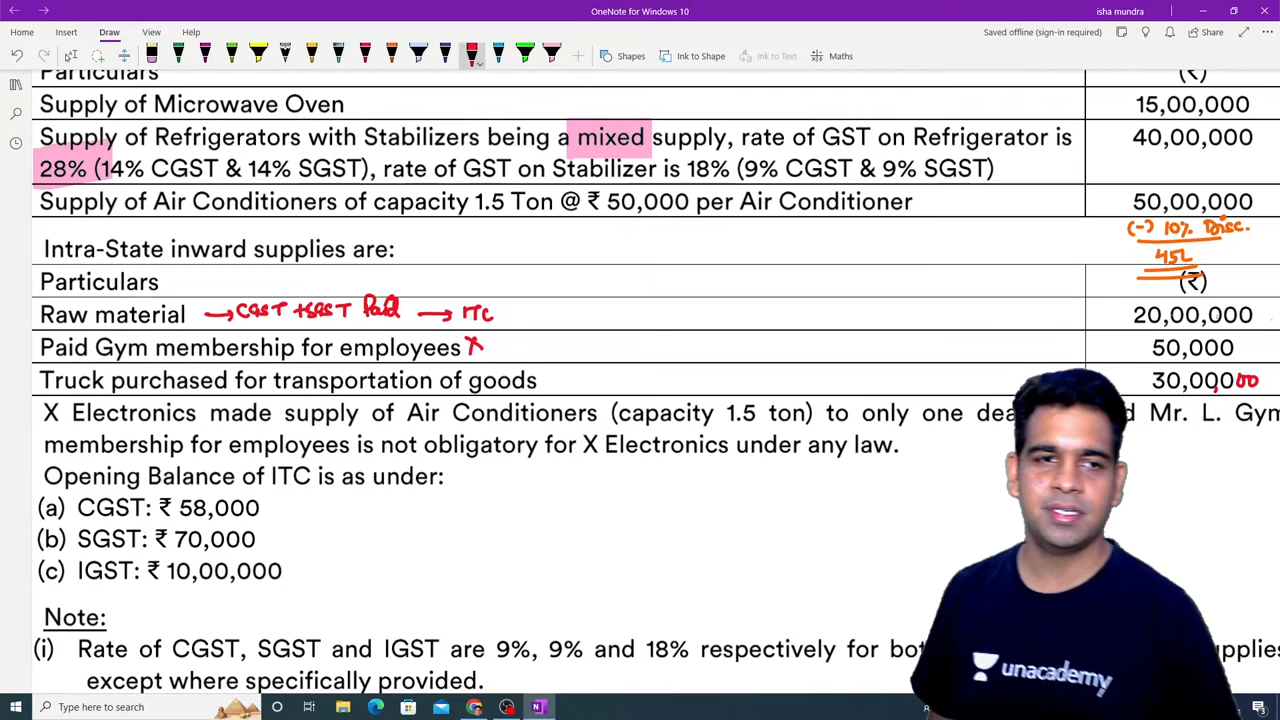 OneNote for Windows 10
isha mundra
Home Insert Draw View Help
Saved offline (sign-in required)
Share
Shapes
Ink to Shape
Ink to Text
Maths
Particulars (₹)
Supply of Microwave Oven 15,00,000
Supply of Refrigerators with Stabilizers being a mixed supply, rate of GST on Refrigerator is 40,00,000
28% (14% CGST & 14% SGST), rate of GST on Stabilizer is 18% (9% CGST & 9% SGST)
Supply of Air Conditioners of capacity 1.5 Ton @ ₹ 50,000 per Air Conditioner 50,00,000
(-) 10% Disc.
Intra-State inward supplies are:
45L
Particulars (₹)
Raw material → CGST + SGST Paid → ITC 20,00,000
Paid Gym membership for employees x 50,000
Truck purchased for transportation of goods 30,00,000
X Electronics made supply of Air Conditioners (capacity 1.5 ton) to only one Mr. L. Gym
membership for employees is not obligatory for X Electronics under any law.
Opening Balance of ITC is as under:
(a) CGST: ₹ 58,000
(b) SGST: ₹ 70,000
(c) IGST: ₹ 10,00,000
Note:
(i) Rate of CGST, SGST and IGST are 9%, 9% and 18% respectively for
except where specifically provided.
unacademy
Type here to search